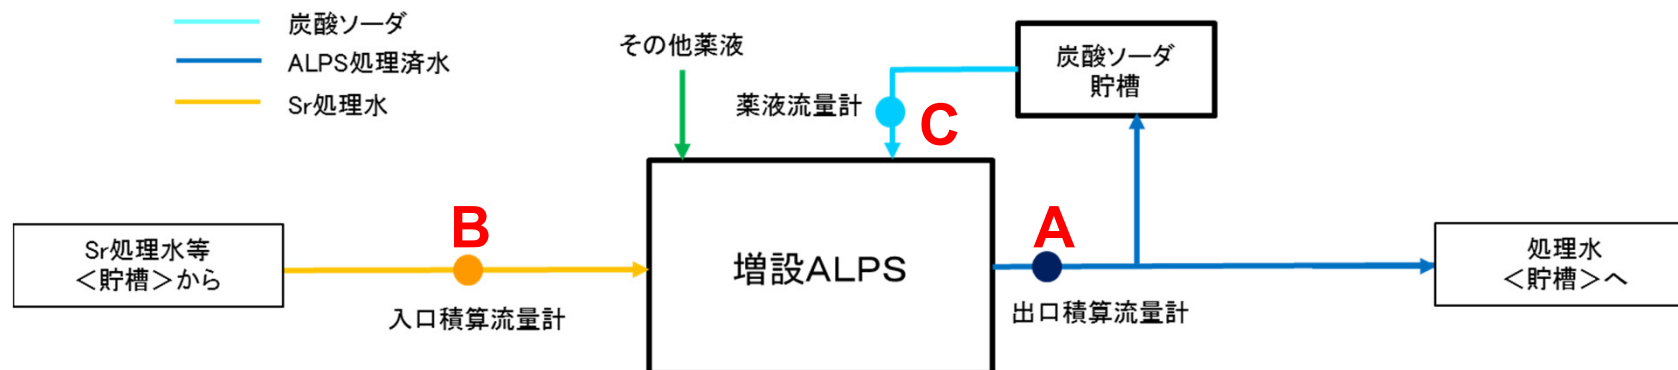 炭酸ソーダ
ALPS処理済水
Sr処理水
その他薬液
薬液流量計
C
炭酸ソーダ
貯槽
Sr処理水等
＜貯槽＞から
B
入口積算流量計
増設ALPS
A
出口積算流量計
処理水
＜貯槽＞へ